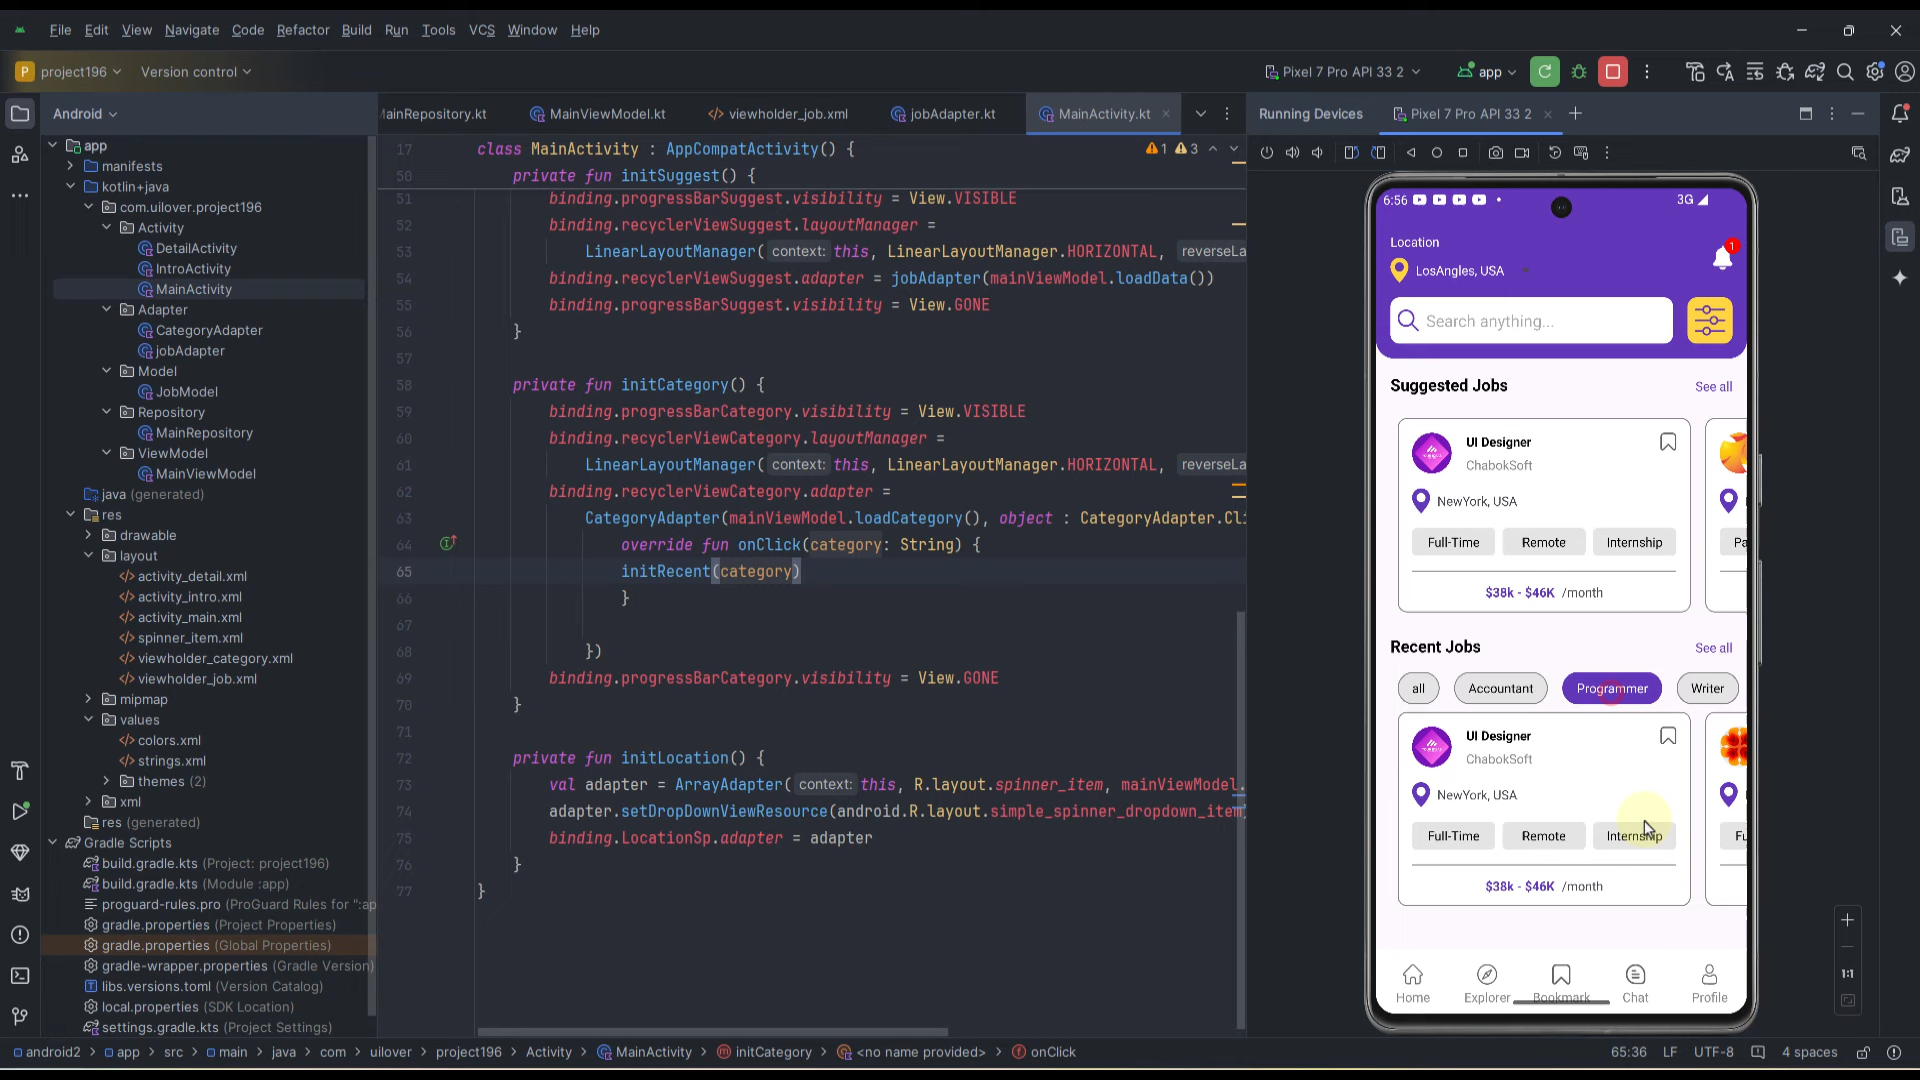 File Edit View Navigate Code Refactor Build Run Tools VCS Window Help
P project196 Version control Pixel 7 Pro API 33 2 app
Android
MainRepository.kt MainViewModel.kt viewholder_job.xml jobAdapter.kt MainActivity.kt
Running Devices Pixel 7 Pro API 33 2
app
manifests
kotlin+java
com.uilover.project196
Activity
DetailActivity
IntroActivity
MainActivity
Adapter
CategoryAdapter
jobAdapter
Model
JobModel
Repository
MainRepository
ViewModel
MainViewModel
java (generated)
res
drawable
layout
activity_detail.xml
activity_intro.xml
activity_main.xml
spinner_item.xml
viewholder_category.xml
viewholder_job.xml
mipmap
values
colors.xml
strings.xml
themes (2)
xml
res (generated)
Gradle Scripts
build.gradle.kts (Project: project196)
build.gradle.kts (Module :app)
proguard-rules.pro (ProGuard Rules for ":ap
gradle.properties (Project Properties)
gradle.properties (Global Properties)
gradle-wrapper.properties (Gradle Version)
libs.versions.toml (Version Catalog)
local.properties (SDK Location)
settings.gradle.kts (Project Settings)
17 class MainActivity : AppCompatActivity() { 1 3
50 private fun initSuggest() {
51 binding.progressBarSuggest.visibility = View.VISIBLE
52 binding.recyclerViewSuggest.layoutManager =
53 LinearLayoutManager( context: this, LinearLayoutManager.HORIZONTAL, reverseLa
54 binding.recyclerViewSuggest.adapter = jobAdapter(mainViewModel.loadData())
55 binding.progressBarSuggest.visibility = View.GONE
56 }
57
58 private fun initCategory() {
59 binding.progressBarCategory.visibility = View.VISIBLE
60 binding.recyclerViewCategory.layoutManager =
61 LinearLayoutManager( context: this, LinearLayoutManager.HORIZONTAL, reverseLa
62 binding.recyclerViewCategory.adapter =
63 CategoryAdapter(mainViewModel.loadCategory(), object : CategoryAdapter.Cli
64 override fun onClick(category: String) {
65 initRecent(category)
66 }
67
68 })
69 binding.progressBarCategory.visibility = View.GONE
70 }
71
72 private fun initLocation() {
73 val adapter = ArrayAdapter( context: this, R.layout.spinner_item, mainViewModel.
74 adapter.setDropDownViewResource(android.R.layout.simple_spinner_dropdown_item
75 binding.LocationSp.adapter = adapter
76 }
77 }
6:56 3G
Location
1
LosAngles, USA
Search anything...
Suggested Jobs See all
UI Designer
ChabokSoft
NewYork, USA
Full-Time Remote Internship Pa
$38k - $46K /month
Recent Jobs See all
all Accountant Programmer Writer
UI Designer
ChabokSoft
NewYork, USA
Full-Time Remote Internship Fu
$38k - $46K /month
Home Explorer Bookmark Chat Profile
1:1
android2 app src main java com uilover project196 Activity MainActivity initCategory <no name provided> onClick
65:36 LF UTF-8 4 spaces